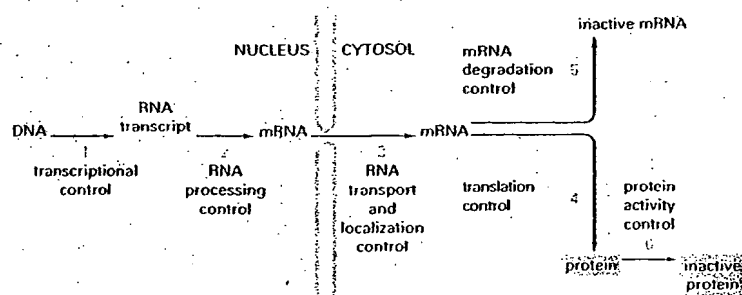 inactive mRNA
NUCLEUS
CYTOSOL
mRNA
degradation
control
5
DNA
RNA
transcript
mRNA
mRNA
1
transcriptional
control
2
RNA
processing
control
3
RNA
transport
and
localization
control
translation
control
4
protein
activity
control
6
protein
inactive
protein